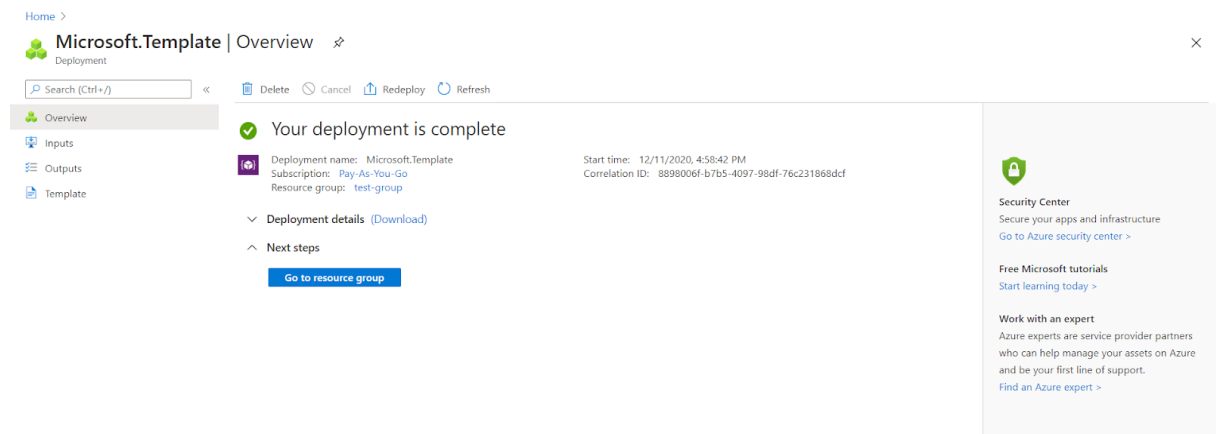 Home >
Microsoft.Template | Overview
Deployment
Search (Ctrl+/)
«
Overview
Inputs
Outputs
Template
Delete Cancel Redeploy Refresh
Your deployment is complete
Deployment name: Microsoft.Template
Subscription: Pay-As-You-Go
Resource group: test-group
Start time: 12/11/2020, 4:58:42 PM
Correlation ID: 8898006f-b7b5-4097-98df-76c231868dcf
Deployment details (Download)
Next steps
Go to resource group
Security Center
Secure your apps and infrastructure
Go to Azure security center >
Free Microsoft tutorials
Start learning today >
Work with an expert
Azure experts are service provider partners
who can help manage your assets on Azure
and be your first line of support.
Find an Azure expert >